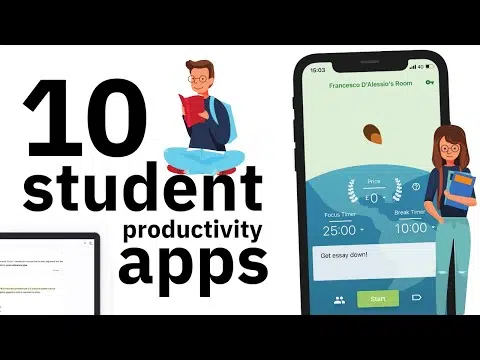 10
student
productivity
apps
15:03
4G
Francesco D'Alessio's Room
Price
£0
Focus Timer
Break Timer
25:00
10:00
Get essay down!
Start